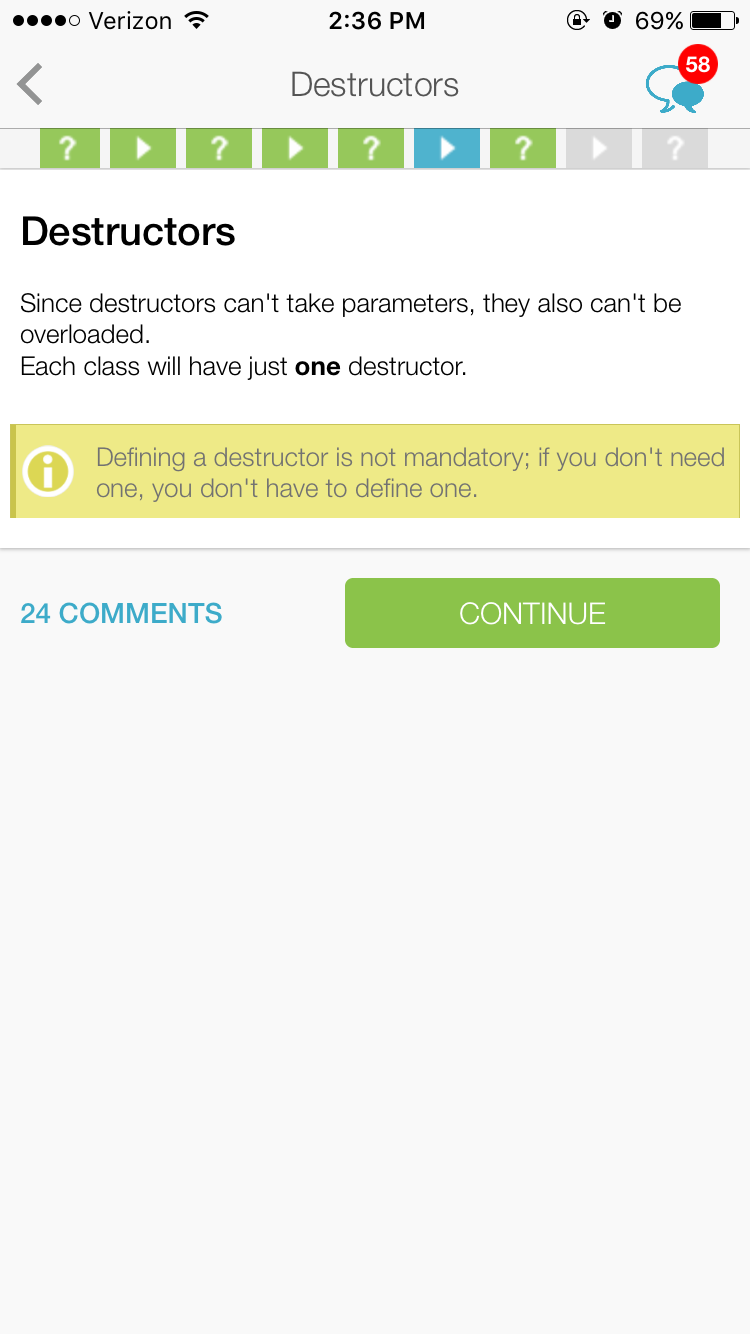 Verizon 2:36 PM 69%
Destructors 58
? ? ? ? ?
Destructors
Since destructors can't take parameters, they also can't be
overloaded.
Each class will have just one destructor.
i Defining a destructor is not mandatory; if you don't need
one, you don't have to define one.
24 COMMENTS CONTINUE